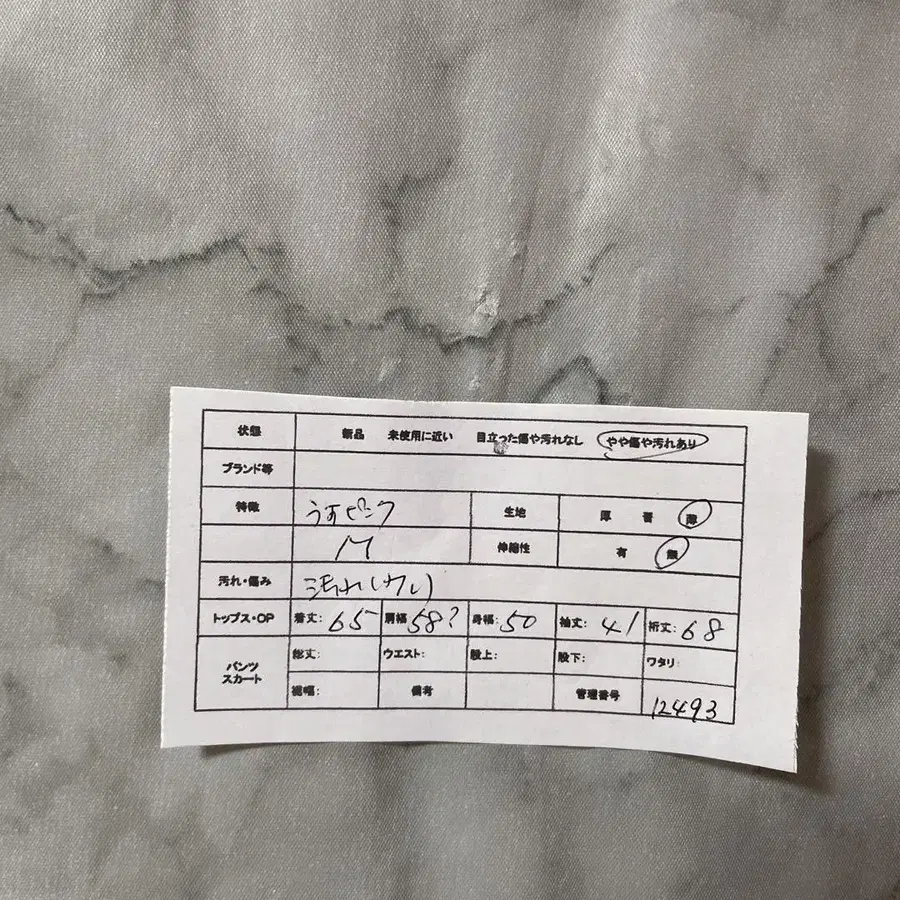 状態 新品 未使用に近い 目立った傷や汚れなし やや傷や汚れあり
ブランド等
特徴 うすピンク 生地 厚 普 薄
M 伸縮性 有 無
汚れ・傷み 汚れ(わし)
トップス・OP 着丈: 65 肩幅 58? 身幅: 50 袖丈: 41 裄丈: 68
パンツ スカート 総丈: ウエスト: 股上: 股下: ワタリ:
裾幅: 備考 管理番号 12493